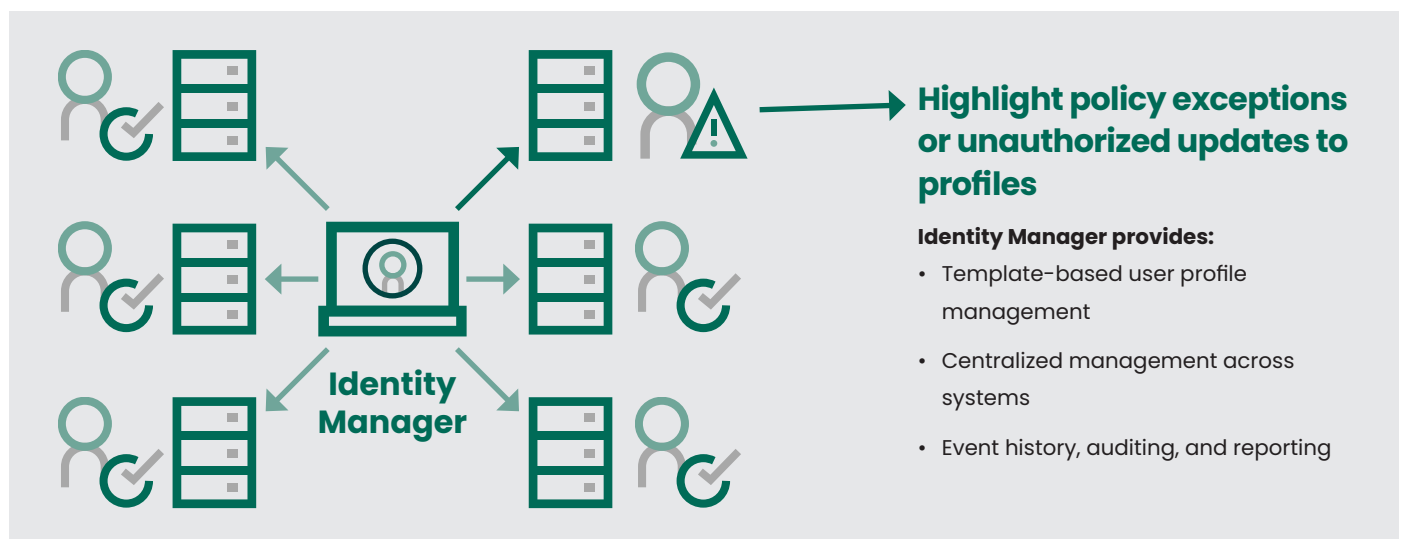 Identity
Manager
Highlight policy exceptions
or unauthorized updates to
profiles
Identity Manager provides:
• Template-based user profile
management
• Centralized management across
systems
• Event history, auditing, and reporting